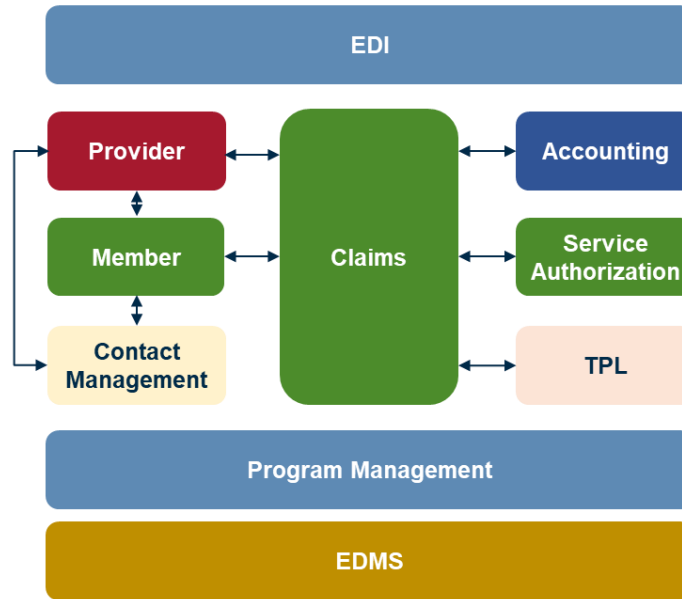 EDI
Provider
Accounting
Member
Claims
Service
Authorization
Contact
Management
TPL
Program Management
EDMS